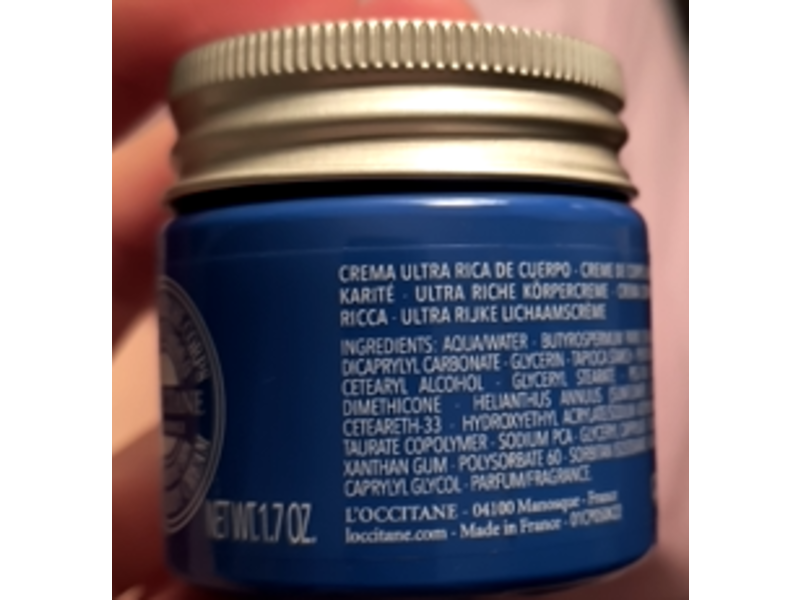 CREMA ULTRA RICA DE CUERPO · CREME DE
KARITÉ · ULTRA RICHE KÖRPERCREME ·
RICCA · ULTRA RIJKE LICHAAMSCRÈME
INGREDIENTS: AQUA/WATER · BUTYROSPERMUM
DICAPRYLYL CARBONATE · GLYCERIN · TAPIOCA STARCH ·
CETEARYL ALCOHOL · GLYCERYL STEARATE ·
DIMETHICONE · HELIANTHUS ANNUUS
CETEARETH-33 · HYDROXYETHYL
TAURATE COPOLYMER · SODIUM PCA · GLYCERYL
XANTHAN GUM · POLYSORBATE 60 · SORBITAN
CAPRYLYL GLYCOL · PARFUM/FRAGRANCE
L'OCCITANE - 04100 Manosque - France
loccitane.com - Made in France -
NET WT. 1.7 OZ.